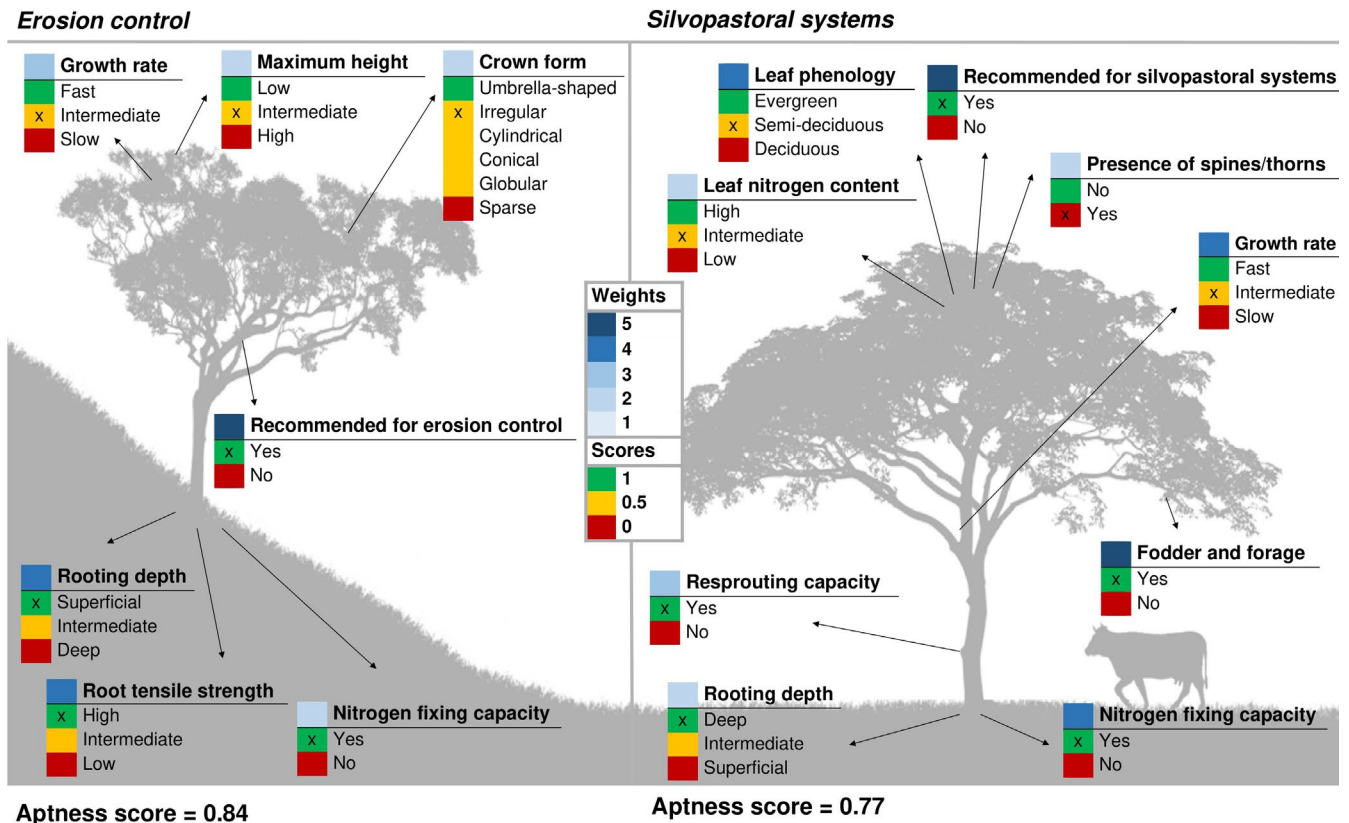 Erosion control
Silvopastoral systems
Growth rate
Fast
x Intermediate
Slow
Maximum height
Low
x Intermediate
High
Crown form
Umbrella-shaped
x Irregular
Cylindrical
Conical
Globular
Sparse
Recommended for erosion control
x Yes
No
Rooting depth
x Superficial
Intermediate
Deep
Root tensile strength
x High
Intermediate
Low
Nitrogen fixing capacity
x Yes
No
Aptness score = 0.84
Weights
5
4
3
2
1
Scores
1
0.5
0
Leaf phenology
Evergreen
x Semi-deciduous
Deciduous
Recommended for silvopastoral systems
x Yes
No
Presence of spines/thorns
No
x Yes
Leaf nitrogen content
High
x Intermediate
Low
Growth rate
Fast
x Intermediate
Slow
Fodder and forage
x Yes
No
Resprouting capacity
x Yes
No
Rooting depth
x Deep
Intermediate
Superficial
Nitrogen fixing capacity
x Yes
No
Aptness score = 0.77